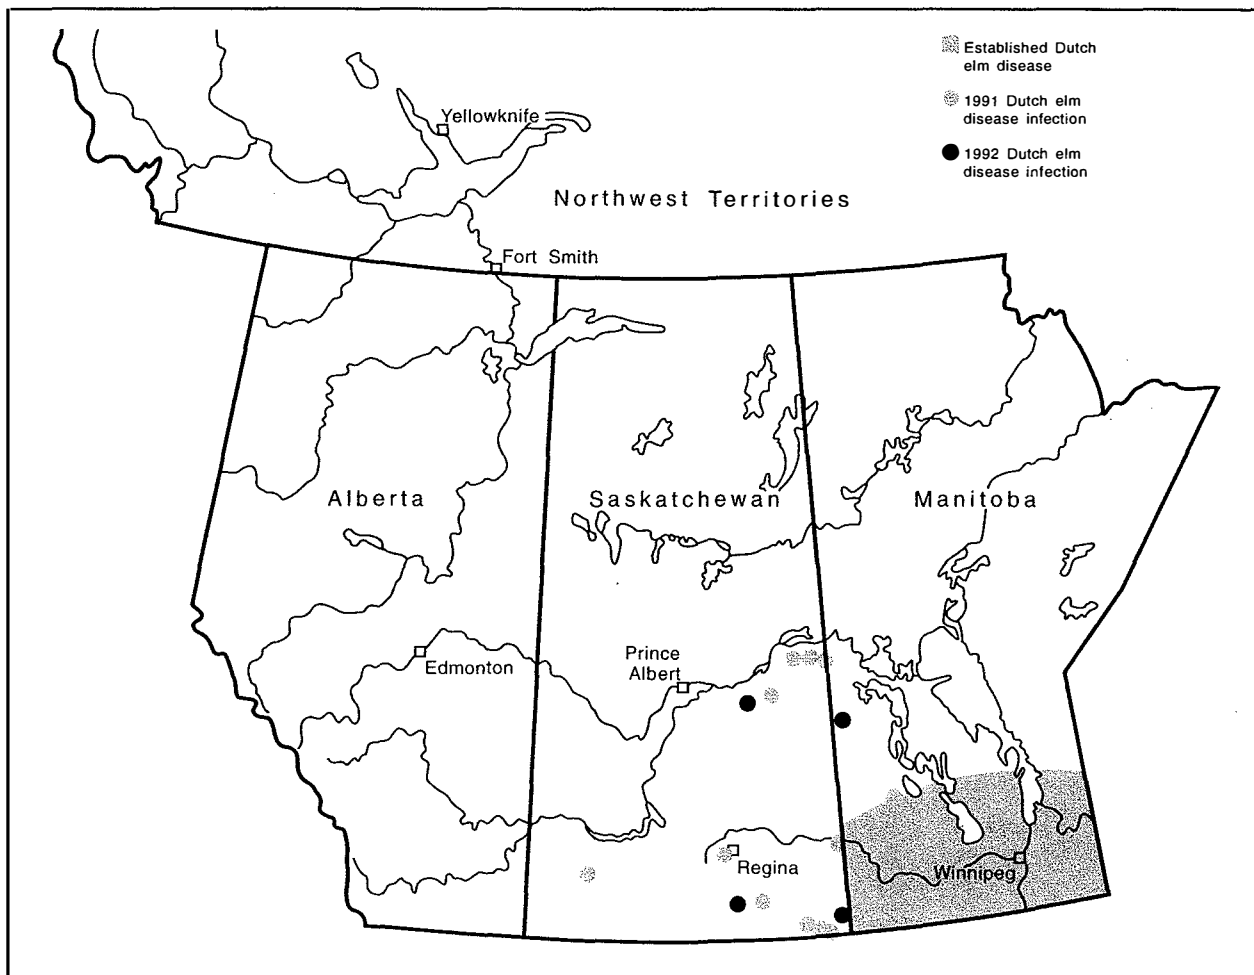 Established Dutch
elm disease
1991 Dutch elm
disease infection
1992 Dutch elm
disease infection
Yellowknife
Northwest Territories
Fort Smith
Alberta
Saskatchewan
Manitoba
Edmonton
Prince
Albert
Regina
Winnipeg